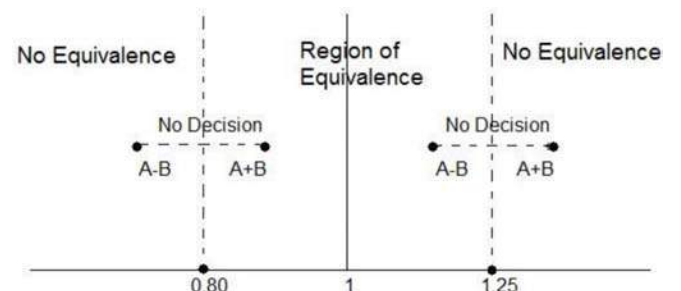 No Equivalence
Region of
Equivalence
No Equivalence
No Decision
No Decision
A-B
A+B
A-B
A+B
0.80
1
1.25